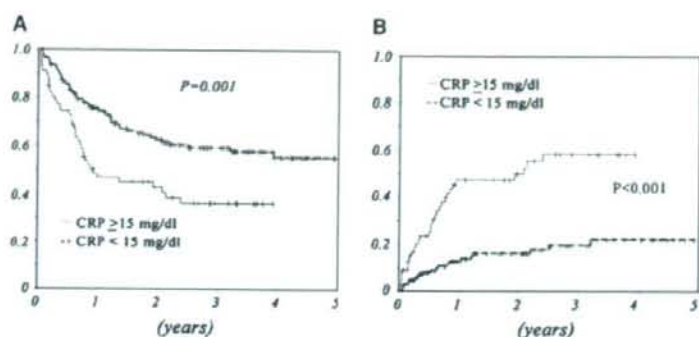 A
1.0
0.8
0.6
0.4
0.2
0
P=0.001
CRP ≥15 mg/dl
CRP < 15 mg/dl
0 1 2 3 4 5
(years)
B
1.0
0.8
0.6
0.4
0.2
0
CRP ≥15 mg/dl
CRP < 15 mg/dl
P<0.001
0 1 2 3 4 5
(years)